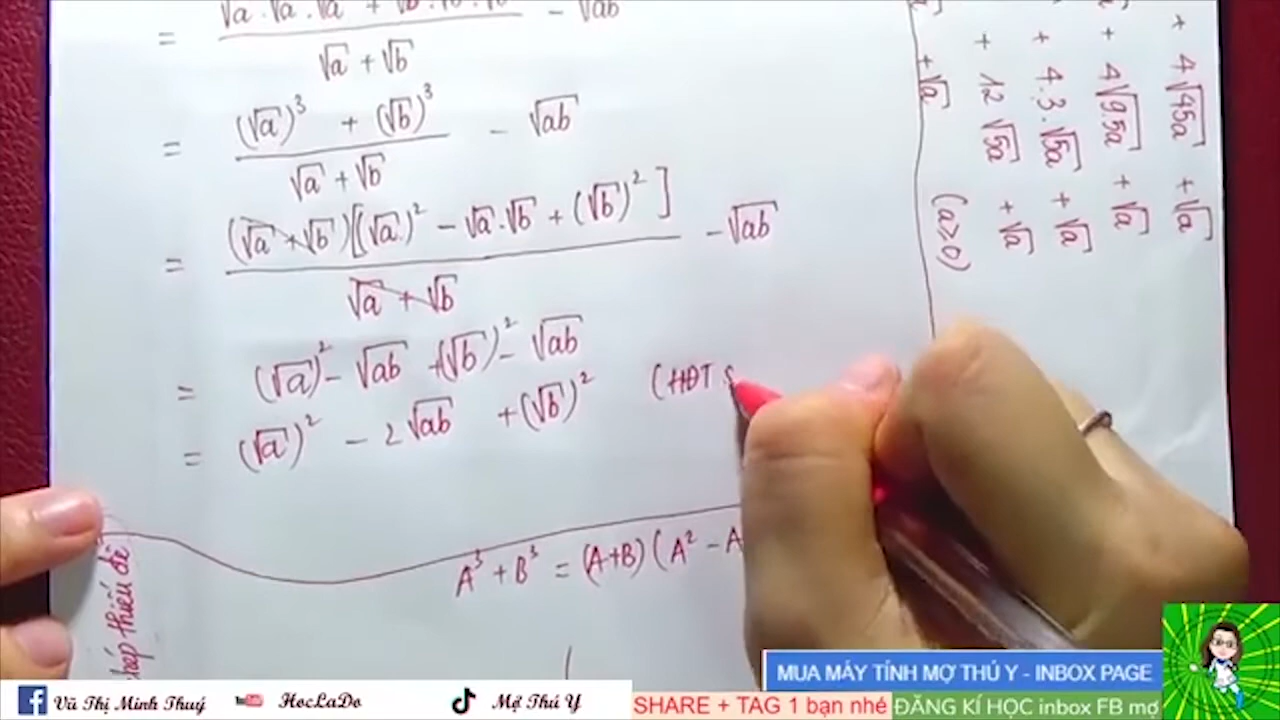 = (√a)³ + (√b)³ / √a + √b - √ab
= (√a + √b)[(√a)² - √a.√b + (√b)²] / √a + √b - √ab
= (√a)² - √ab + (√b)² - √ab
= (√a)² - 2√ab + (√b)² (HĐT
A³ + B³ = (A+B)(A² - A
+ 4√45a + √a
+ 4√9.5a + √a
+ 4.3.√5a + √a
+ 12√5a + √a
+ √a (a≥0)
thiếu đề
MUA MÁY TÍNH MỢ THÚ Y - INBOX PAGE
Vũ Thị Minh Thuý
HocLaDo
Mợ Thú Y
SHARE + TAG 1 bạn nhé
ĐĂNG KÍ HỌC inbox FB mợ